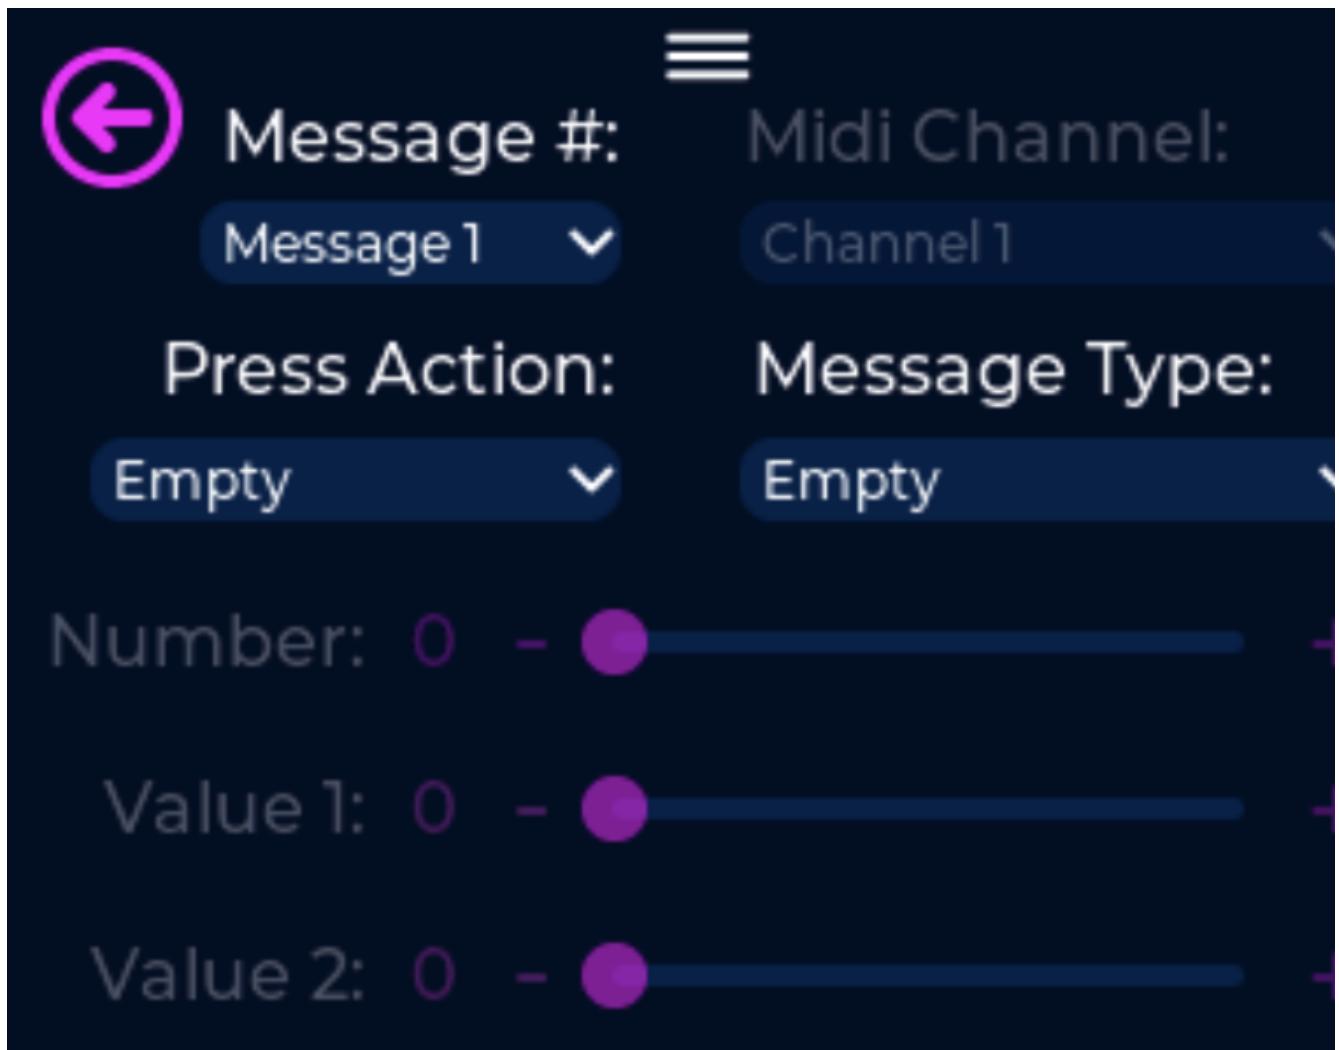 Message #: Midi Channel:
Message 1 Channel 1
Press Action: Message Type:
Empty Empty
Number: 0 - +
Value 1: 0 - +
Value 2: 0 - +